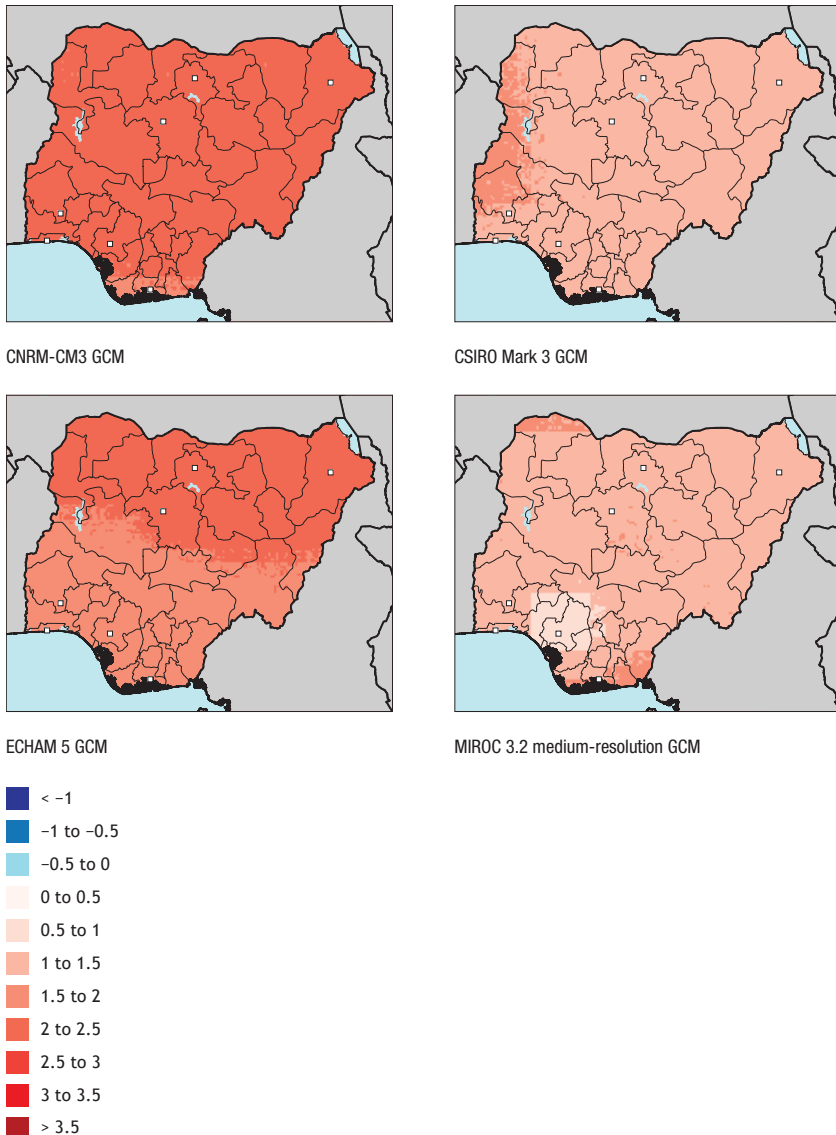 CNRM-CM3 GCM
CSIRO Mark 3 GCM
ECHAM 5 GCM
MIROC 3.2 medium-resolution GCM
< −1
−1 to −0.5
−0.5 to 0
0 to 0.5
0.5 to 1
1 to 1.5
1.5 to 2
2 to 2.5
2.5 to 3
3 to 3.5
> 3.5